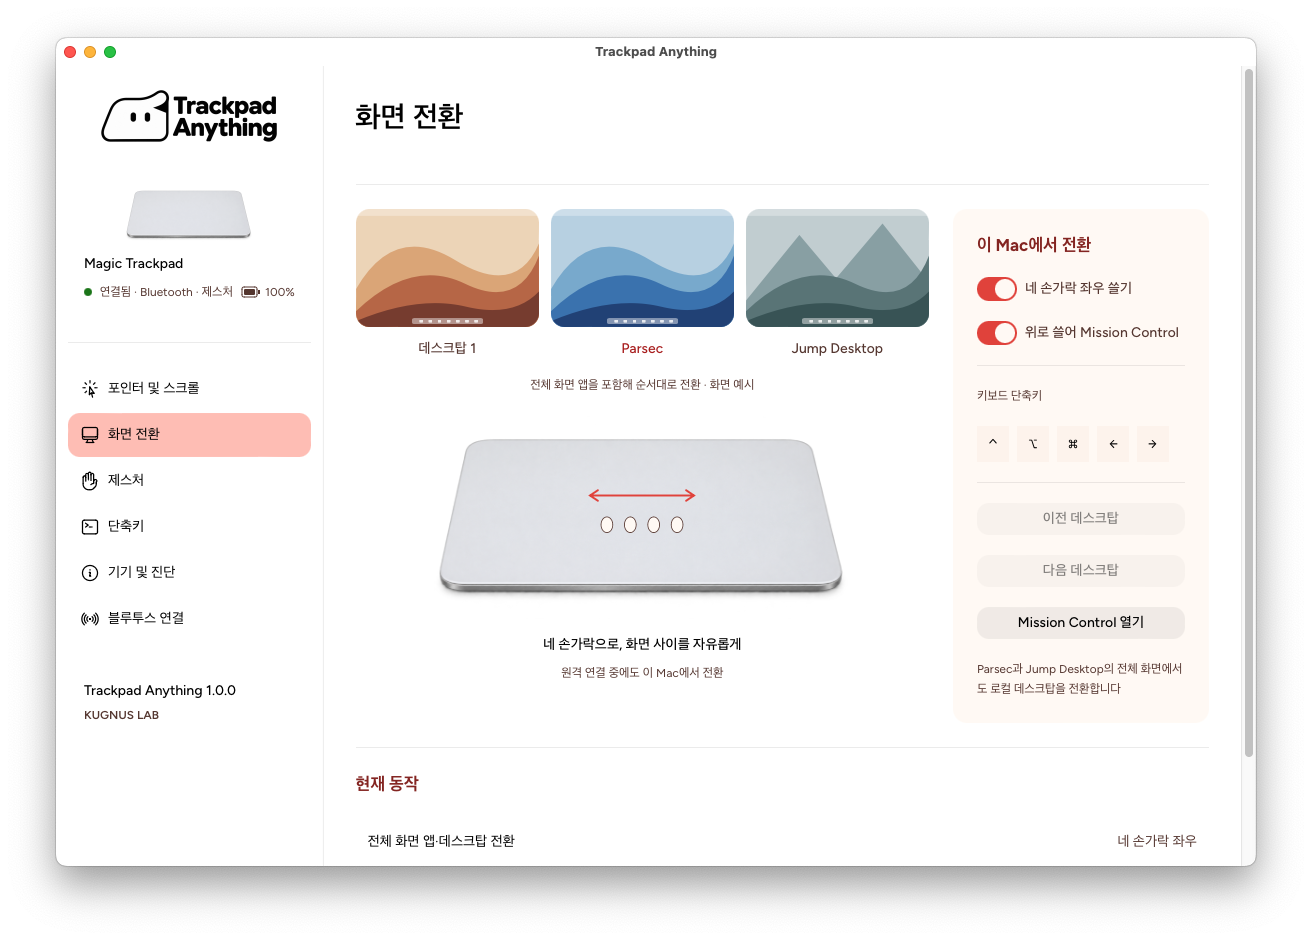 Trackpad Anything
Trackpad
Anything
Magic Trackpad
연결됨 · Bluetooth · 제스처 100%
포인터 및 스크롤
화면 전환
제스처
단축키
기기 및 진단
블루투스 연결
Trackpad Anything 1.0.0
KUGNUS LAB
화면 전환
데스크탑 1
Parsec
Jump Desktop
전체 화면 앱을 포함해 순서대로 전환 · 화면 예시
네 손가락으로, 화면 사이를 자유롭게
원격 연결 중에도 이 Mac에서 전환
이 Mac에서 전환
네 손가락 좌우 쓸기
위로 쓸어 Mission Control
키보드 단축키
^ ⌥ ⌘ ← →
이전 데스크탑
다음 데스크탑
Mission Control 열기
Parsec과 Jump Desktop의 전체 화면에서
도 로컬 데스크탑을 전환합니다
현재 동작
전체 화면 앱·데스크탑 전환
네 손가락 좌우